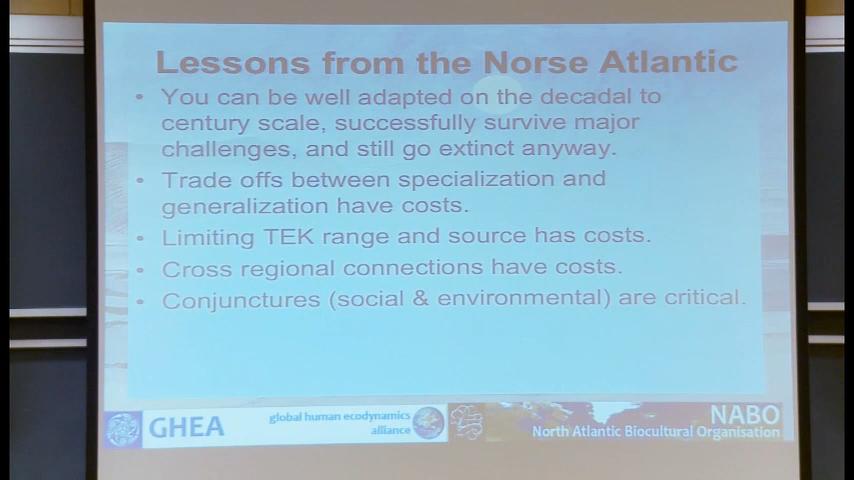 Lessons from the Norse Atlantic
• You can be well adapted on the decadal to
century scale, successfully survive major
challenges, and still go extinct anyway.
• Trade offs between specialization and
generalization have costs.
• Limiting TEK range and source has costs.
• Cross regional connections have costs.
• Conjunctures (social & environmental) are critical.
GHEA
global human ecodynamics
alliance
NABO
North Atlantic Biocultural Organisation